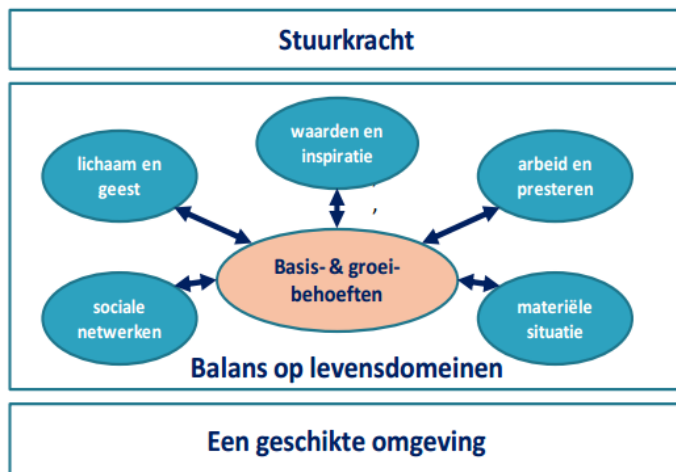 Stuurkracht
waarden en
inspiratie
lichaam en
geest
arbeid en
presteren
,
Basis- & groei-
behoeften
sociale
netwerken
materiële
situatie
Balans op levensdomeinen
Een geschikte omgeving